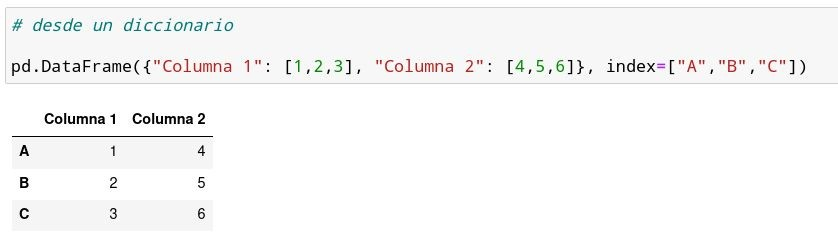 # desde un diccionario
pd.DataFrame({"Columna 1": [1,2,3], "Columna 2": [4,5,6]}, index=["A","B","C"])
Columna 1 Columna 2
A 1 4
B 2 5
C 3 6